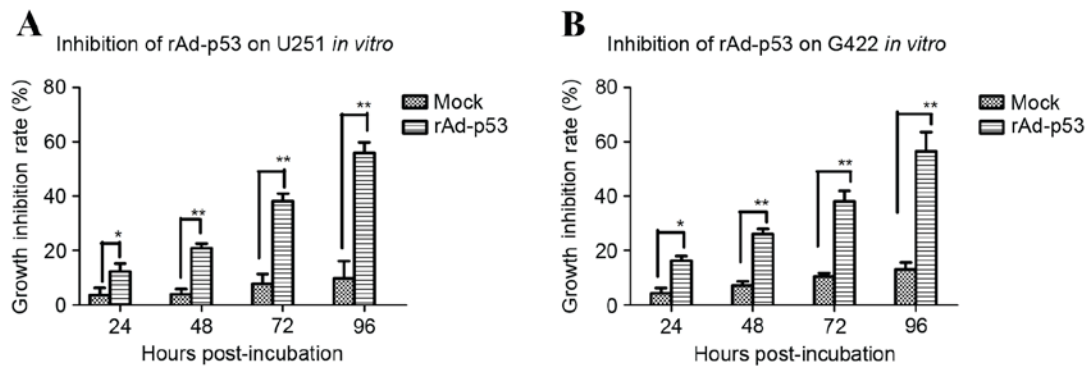 A
Inhibition of rAd-p53 on U251 in vitro
Growth inhibition rate (%)
80
60
40
20
0
*
**
**
**
Mock
rAd-p53
24 48 72 96
Hours post-incubation
B
Inhibition of rAd-p53 on G422 in vitro
Growth inhibition rate (%)
80
60
40
20
0
*
**
**
**
Mock
rAd-p53
24 48 72 96
Hours post-incubation